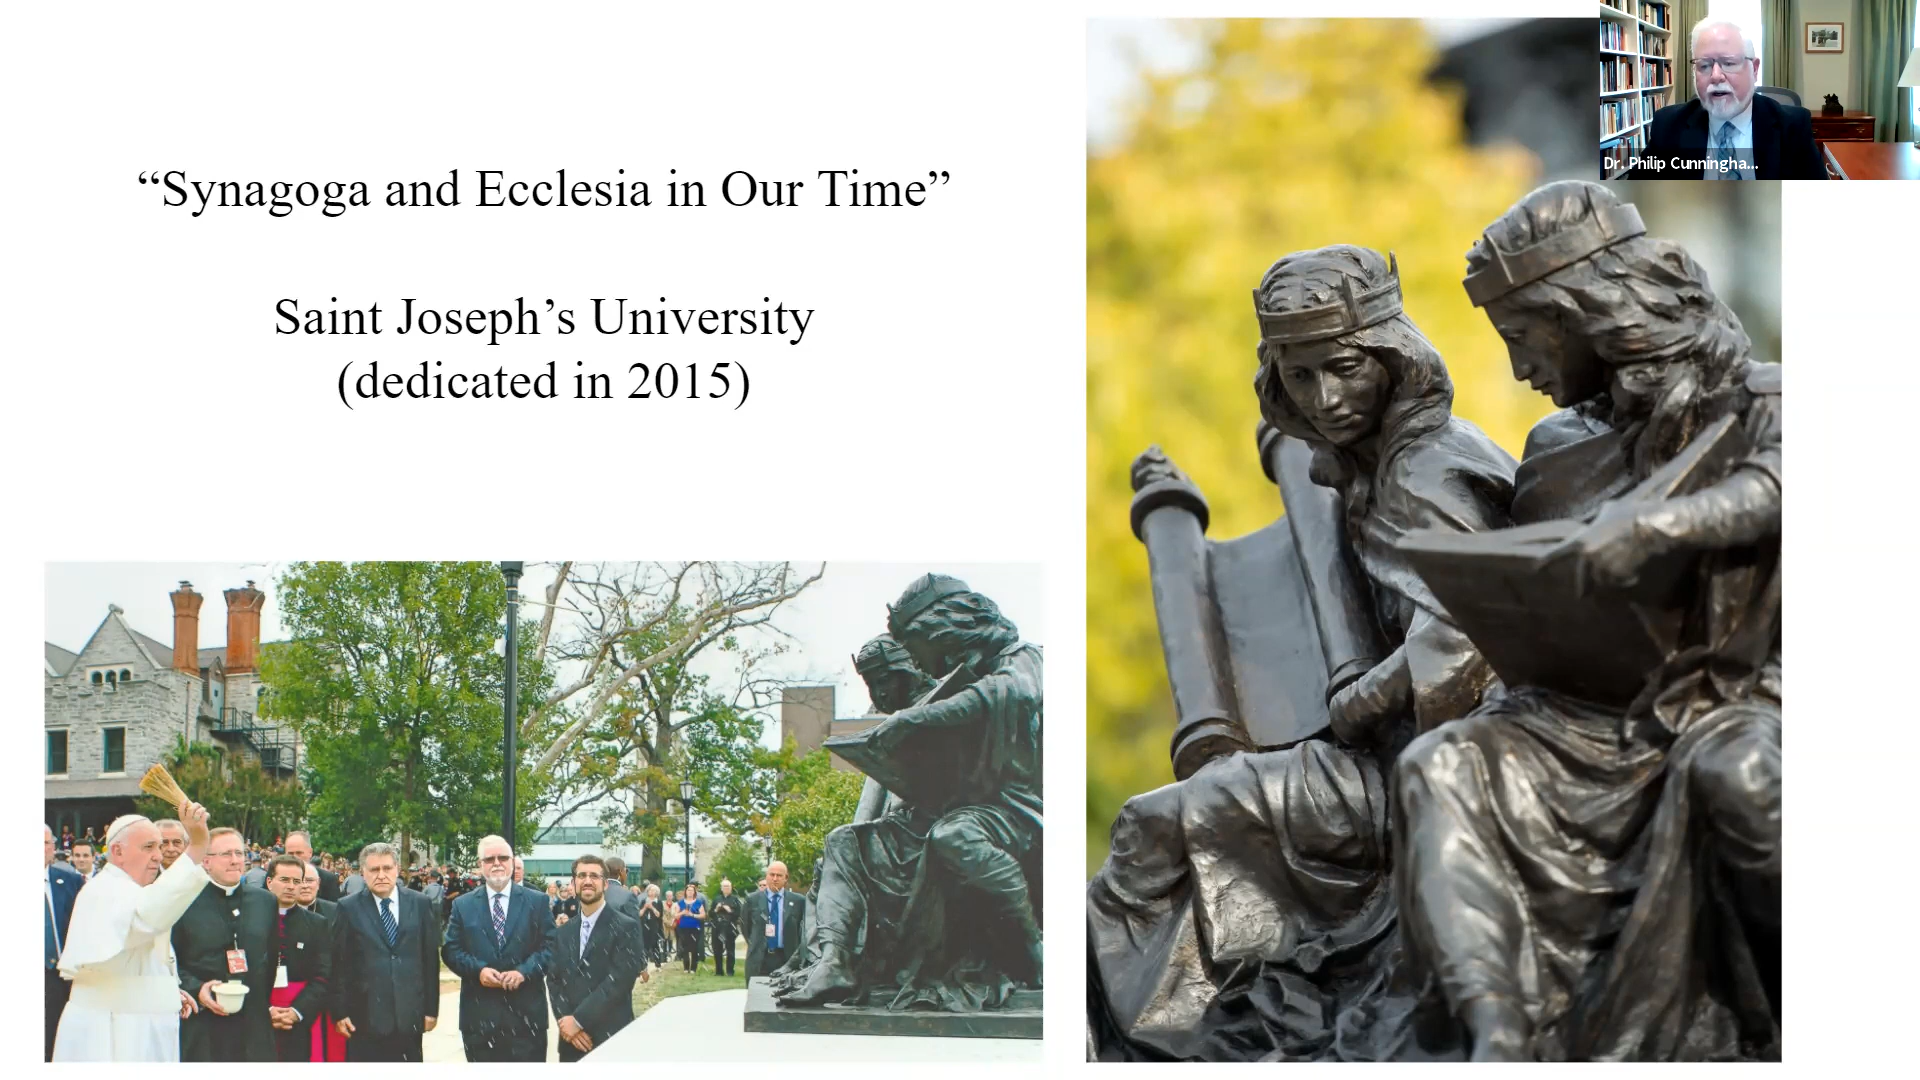 “Synagoga and Ecclesia in Our Time”
Saint Joseph’s University
(dedicated in 2015)
Dr. Philip Cunningha...